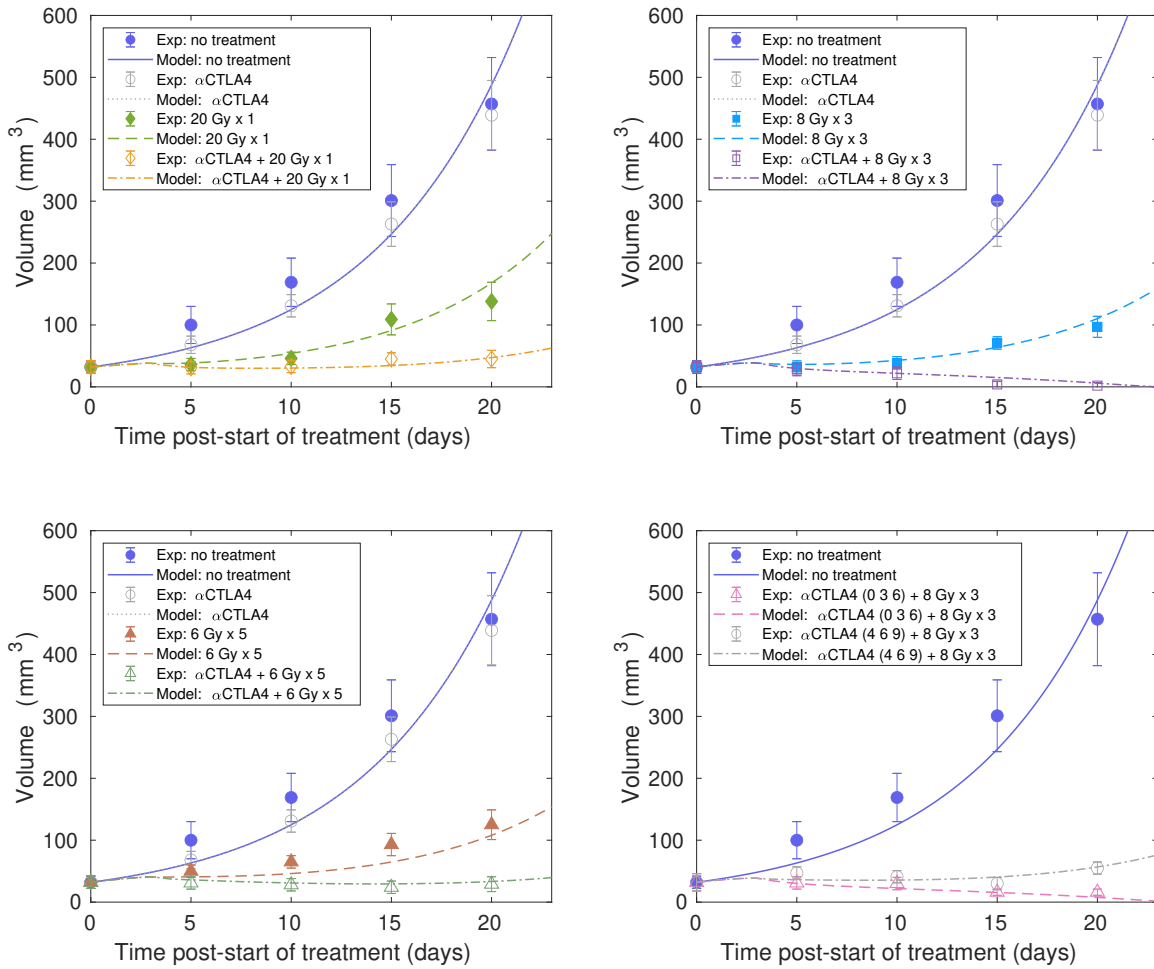 600
500
400
300
200
100
0
Volume (mm 3)
Exp: no treatment
Model: no treatment
Exp: αCTLA4
Model: αCTLA4
Exp: 20 Gy x 1
Model: 20 Gy x 1
Exp: αCTLA4 + 20 Gy x 1
Model: αCTLA4 + 20 Gy x 1
0 5 10 15 20
Time post-start of treatment (days)
600
500
400
300
200
100
0
Volume (mm 3)
Exp: no treatment
Model: no treatment
Exp: αCTLA4
Model: αCTLA4
Exp: 8 Gy x 3
Model: 8 Gy x 3
Exp: αCTLA4 + 8 Gy x 3
Model: αCTLA4 + 8 Gy x 3
0 5 10 15 20
Time post-start of treatment (days)
600
500
400
300
200
100
0
Volume (mm 3)
Exp: no treatment
Model: no treatment
Exp: αCTLA4
Model: αCTLA4
Exp: 6 Gy x 5
Model: 6 Gy x 5
Exp: αCTLA4 + 6 Gy x 5
Model: αCTLA4 + 6 Gy x 5
0 5 10 15 20
Time post-start of treatment (days)
600
500
400
300
200
100
0
Volume (mm 3)
Exp: no treatment
Model: no treatment
Exp: αCTLA4 (0 3 6) + 8 Gy x 3
Model: αCTLA4 (0 3 6) + 8 Gy x 3
Exp: αCTLA4 (4 6 9) + 8 Gy x 3
Model: αCTLA4 (4 6 9) + 8 Gy x 3
0 5 10 15 20
Time post-start of treatment (days)